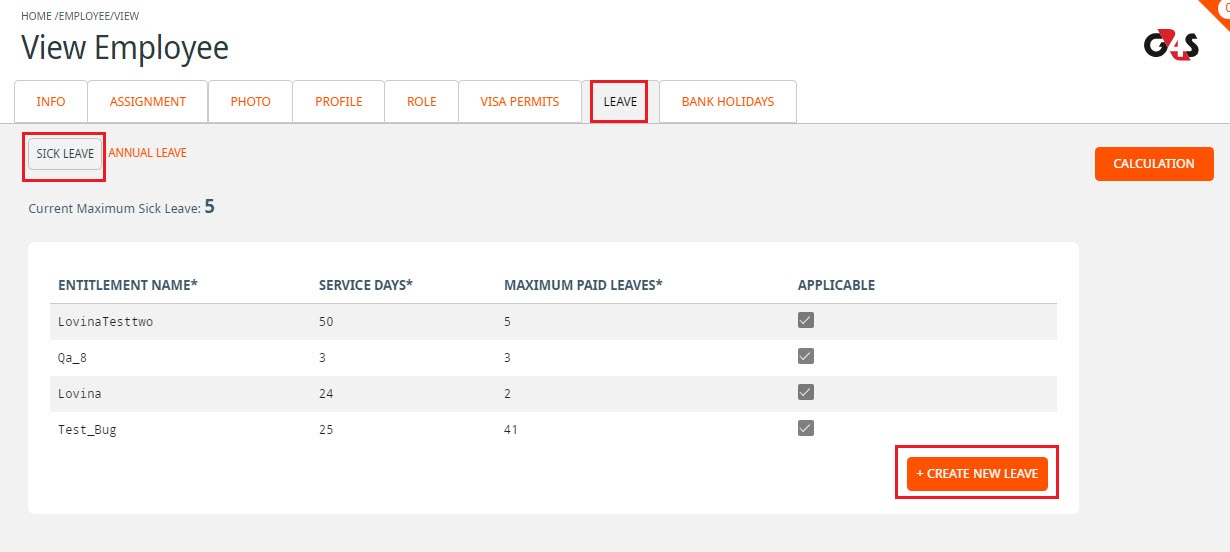 HOME /EMPLOYEE/VIEW
View Employee
G4S
INFO ASSIGNMENT PHOTO PROFILE ROLE VISA PERMITS LEAVE BANK HOLIDAYS
SICK LEAVE ANNUAL LEAVE
CALCULATION
Current Maximum Sick Leave: 5
ENTITLEMENT NAME* SERVICE DAYS* MAXIMUM PAID LEAVES* APPLICABLE
LovinaTesttwo 50 5
Qa_8 3 3
Lovina 24 2
Test_Bug 25 41
+ CREATE NEW LEAVE